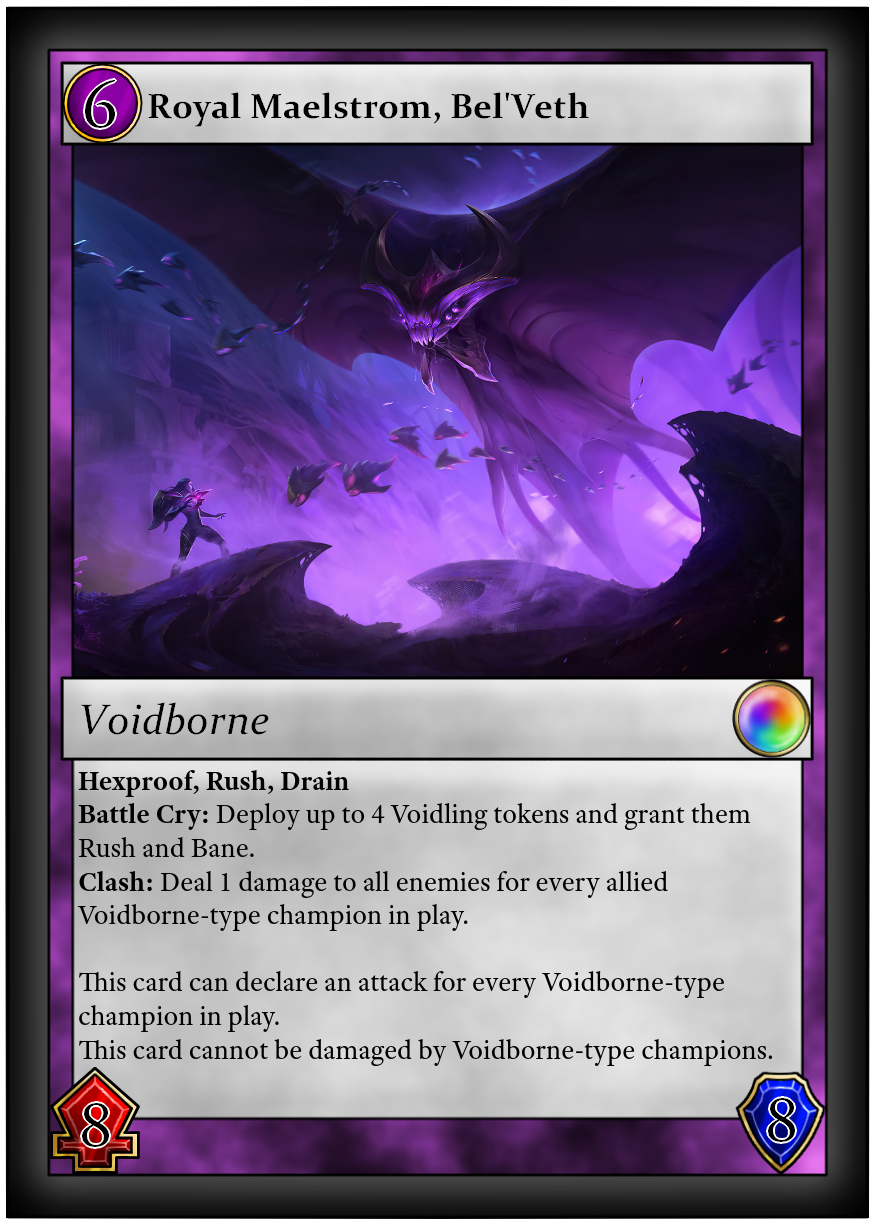 6
Royal Maelstrom, Bel'Veth
Voidborne
Hexproof, Rush, Drain
Battle Cry: Deploy up to 4 Voidling tokens and grant them
Rush and Bane.
Clash: Deal 1 damage to all enemies for every allied
Voidborne-type champion in play.
This card can declare an attack for every Voidborne-type
champion in play.
This card cannot be damaged by Voidborne-type champions.
8
8